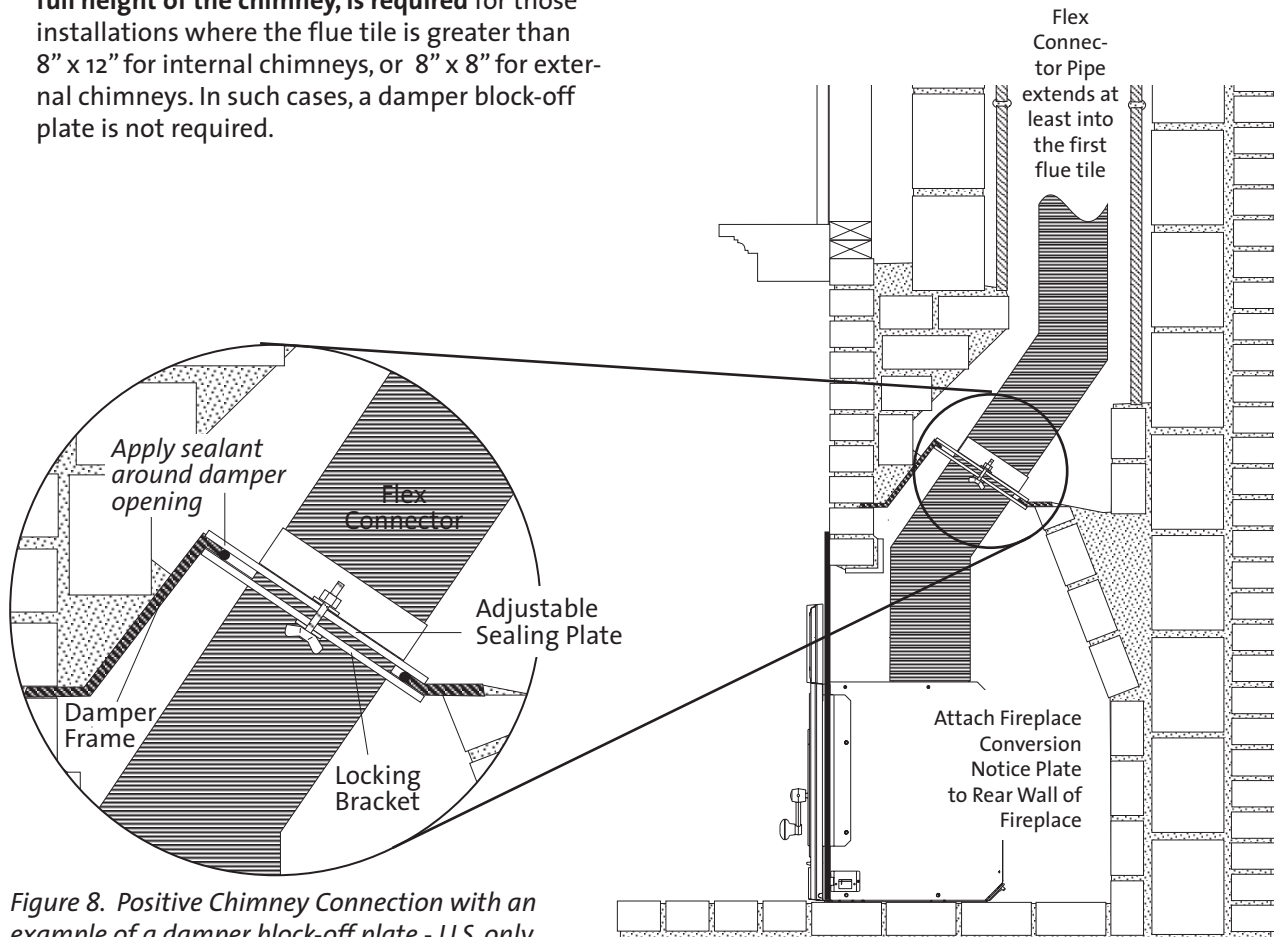 full height of the chimney, is required for those
installations where the flue tile is greater than
8” x 12” for internal chimneys, or 8” x 8” for exter-
nal chimneys. In such cases, a damper block-off
plate is not required.
Flex
Connec-
tor Pipe
extends at
least into
the first
flue tile
Apply sealant
around damper
opening
Flex
Connector
Adjustable
Sealing Plate
Damper
Frame
Locking
Bracket
Attach Fireplace
Conversion
Notice Plate
to Rear Wall of
Fireplace
Figure 8. Positive Chimney Connection with an
example of a damper block-off plate - U.S. only